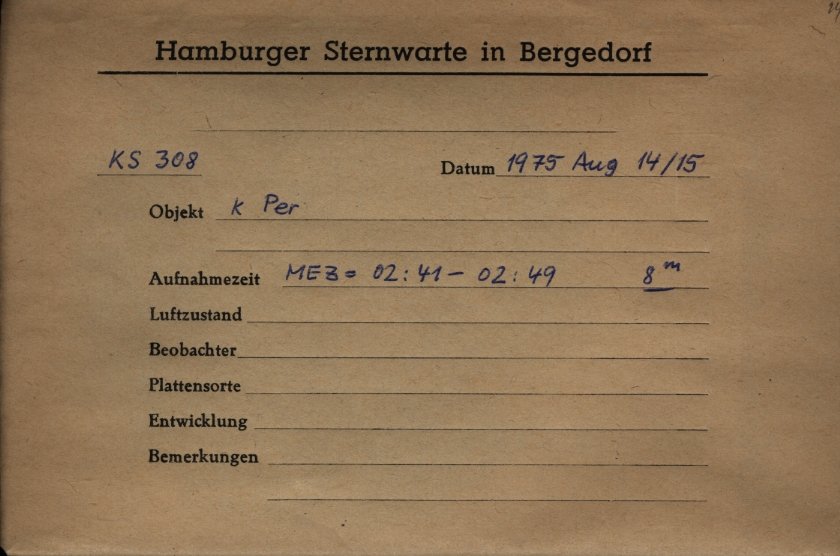 Hamburger Sternwarte in Bergedorf
KS 308 Datum 1975 Aug 14/15
Objekt κ Per
Aufnahmezeit MEZ = 02:41 – 02:49 8ᵐ
Luftzustand
Beobachter
Plattensorte
Entwicklung
Bemerkungen